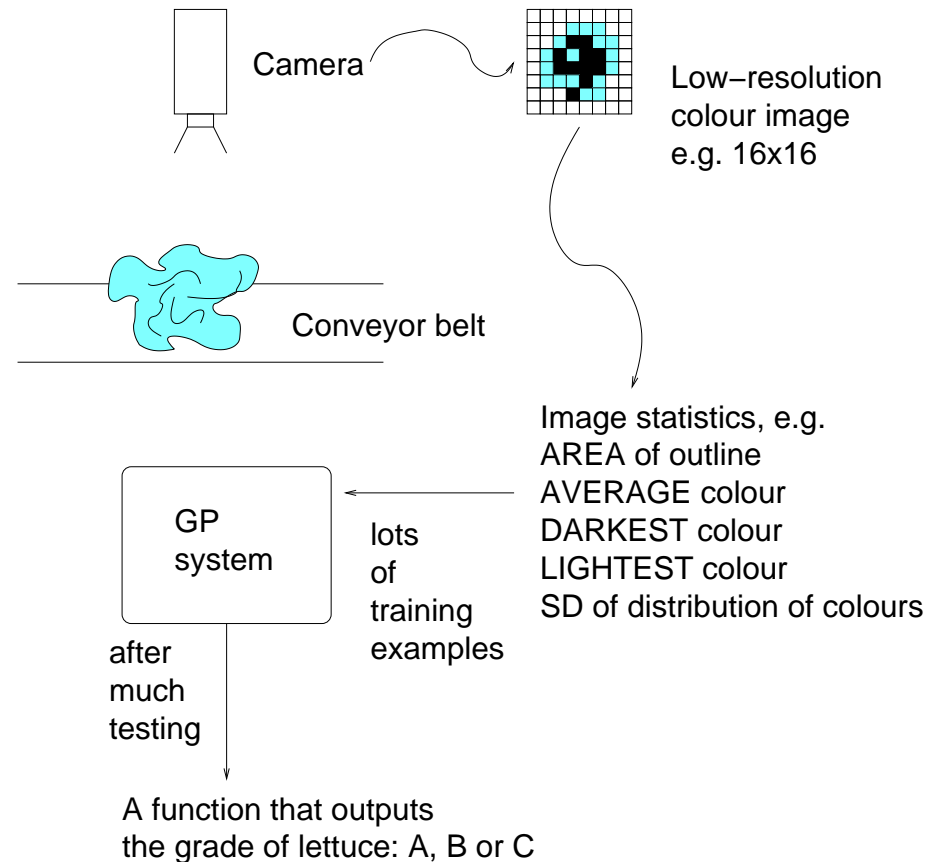 Camera
Low−resolution
colour image
e.g. 16x16
Conveyor belt
Image statistics, e.g.
AREA of outline
AVERAGE colour
DARKEST colour
LIGHTEST colour
SD of distribution of colours
lots
of
training
examples
GP
system
after
much
testing
A function that outputs
the grade of lettuce: A, B or C